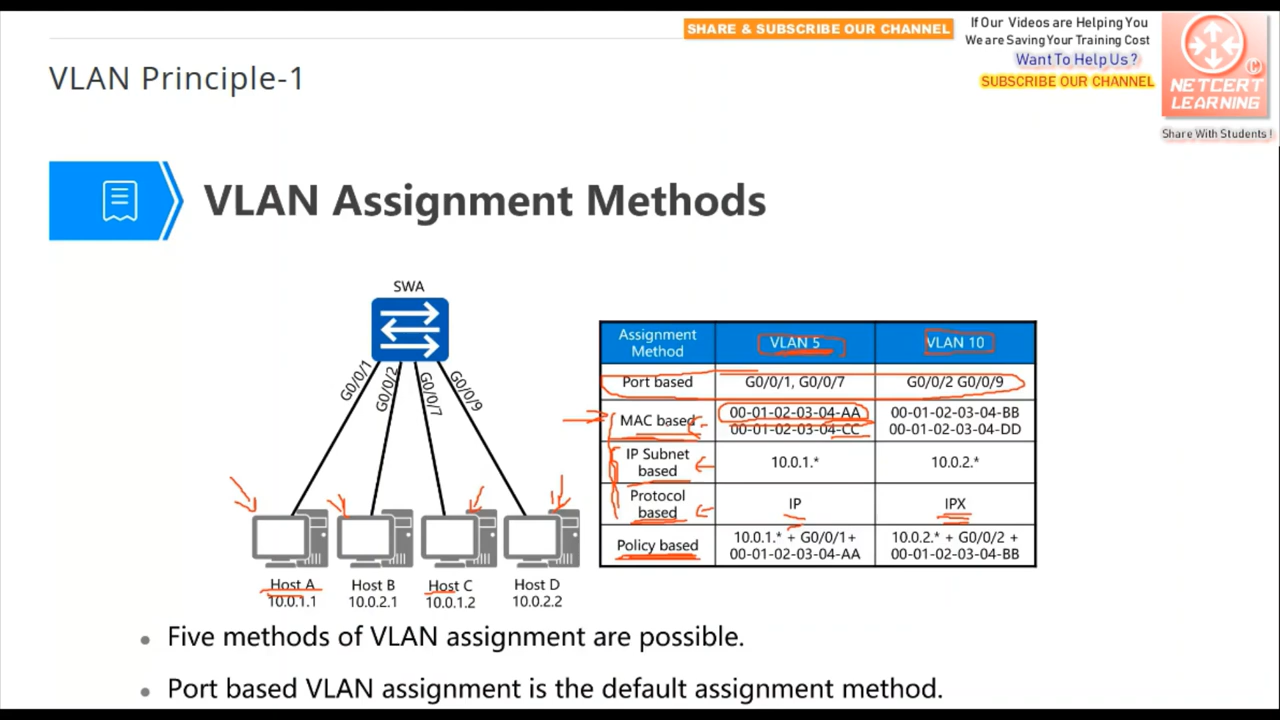 SHARE & SUBSCRIBE OUR CHANNEL
If Our Videos are Helping You
We are Saving Your Training Cost
Want To Help Us ?
SUBSCRIBE OUR CHANNEL
©
NETCERT
LEARNING
Share With Students !
VLAN Principle-1
VLAN Assignment Methods
SWA
G0/0/1
G0/0/2
G0/0/7
G0/0/9
Host A
10.0.1.1
Host B
10.0.2.1
Host C
10.0.1.2
Host D
10.0.2.2
Assignment
Method
VLAN 5
VLAN 10
Port based
G0/0/1, G0/0/7
G0/0/2 G0/0/9
MAC based
00-01-02-03-04-AA
00-01-02-03-04-CC
00-01-02-03-04-BB
00-01-02-03-04-DD
IP Subnet
based
10.0.1.*
10.0.2.*
Protocol
based
IP
IPX
Policy based
10.0.1.* + G0/0/1+
00-01-02-03-04-AA
10.0.2.* + G0/0/2 +
00-01-02-03-04-BB
• Five methods of VLAN assignment are possible.
• Port based VLAN assignment is the default assignment method.